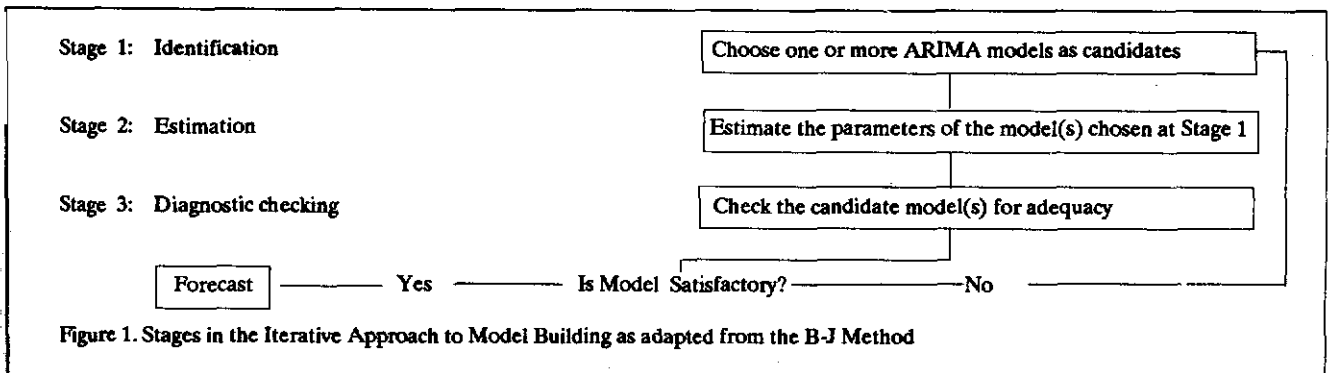 Stage 1: Identification
Choose one or more ARIMA models as candidates
Stage 2: Estimation
Estimate the parameters of the model(s) chosen at Stage 1
Stage 3: Diagnostic checking
Check the candidate model(s) for adequacy
Forecast Yes Is Model Satisfactory? No
Figure 1. Stages in the Iterative Approach to Model Building as adapted from the B-J Method